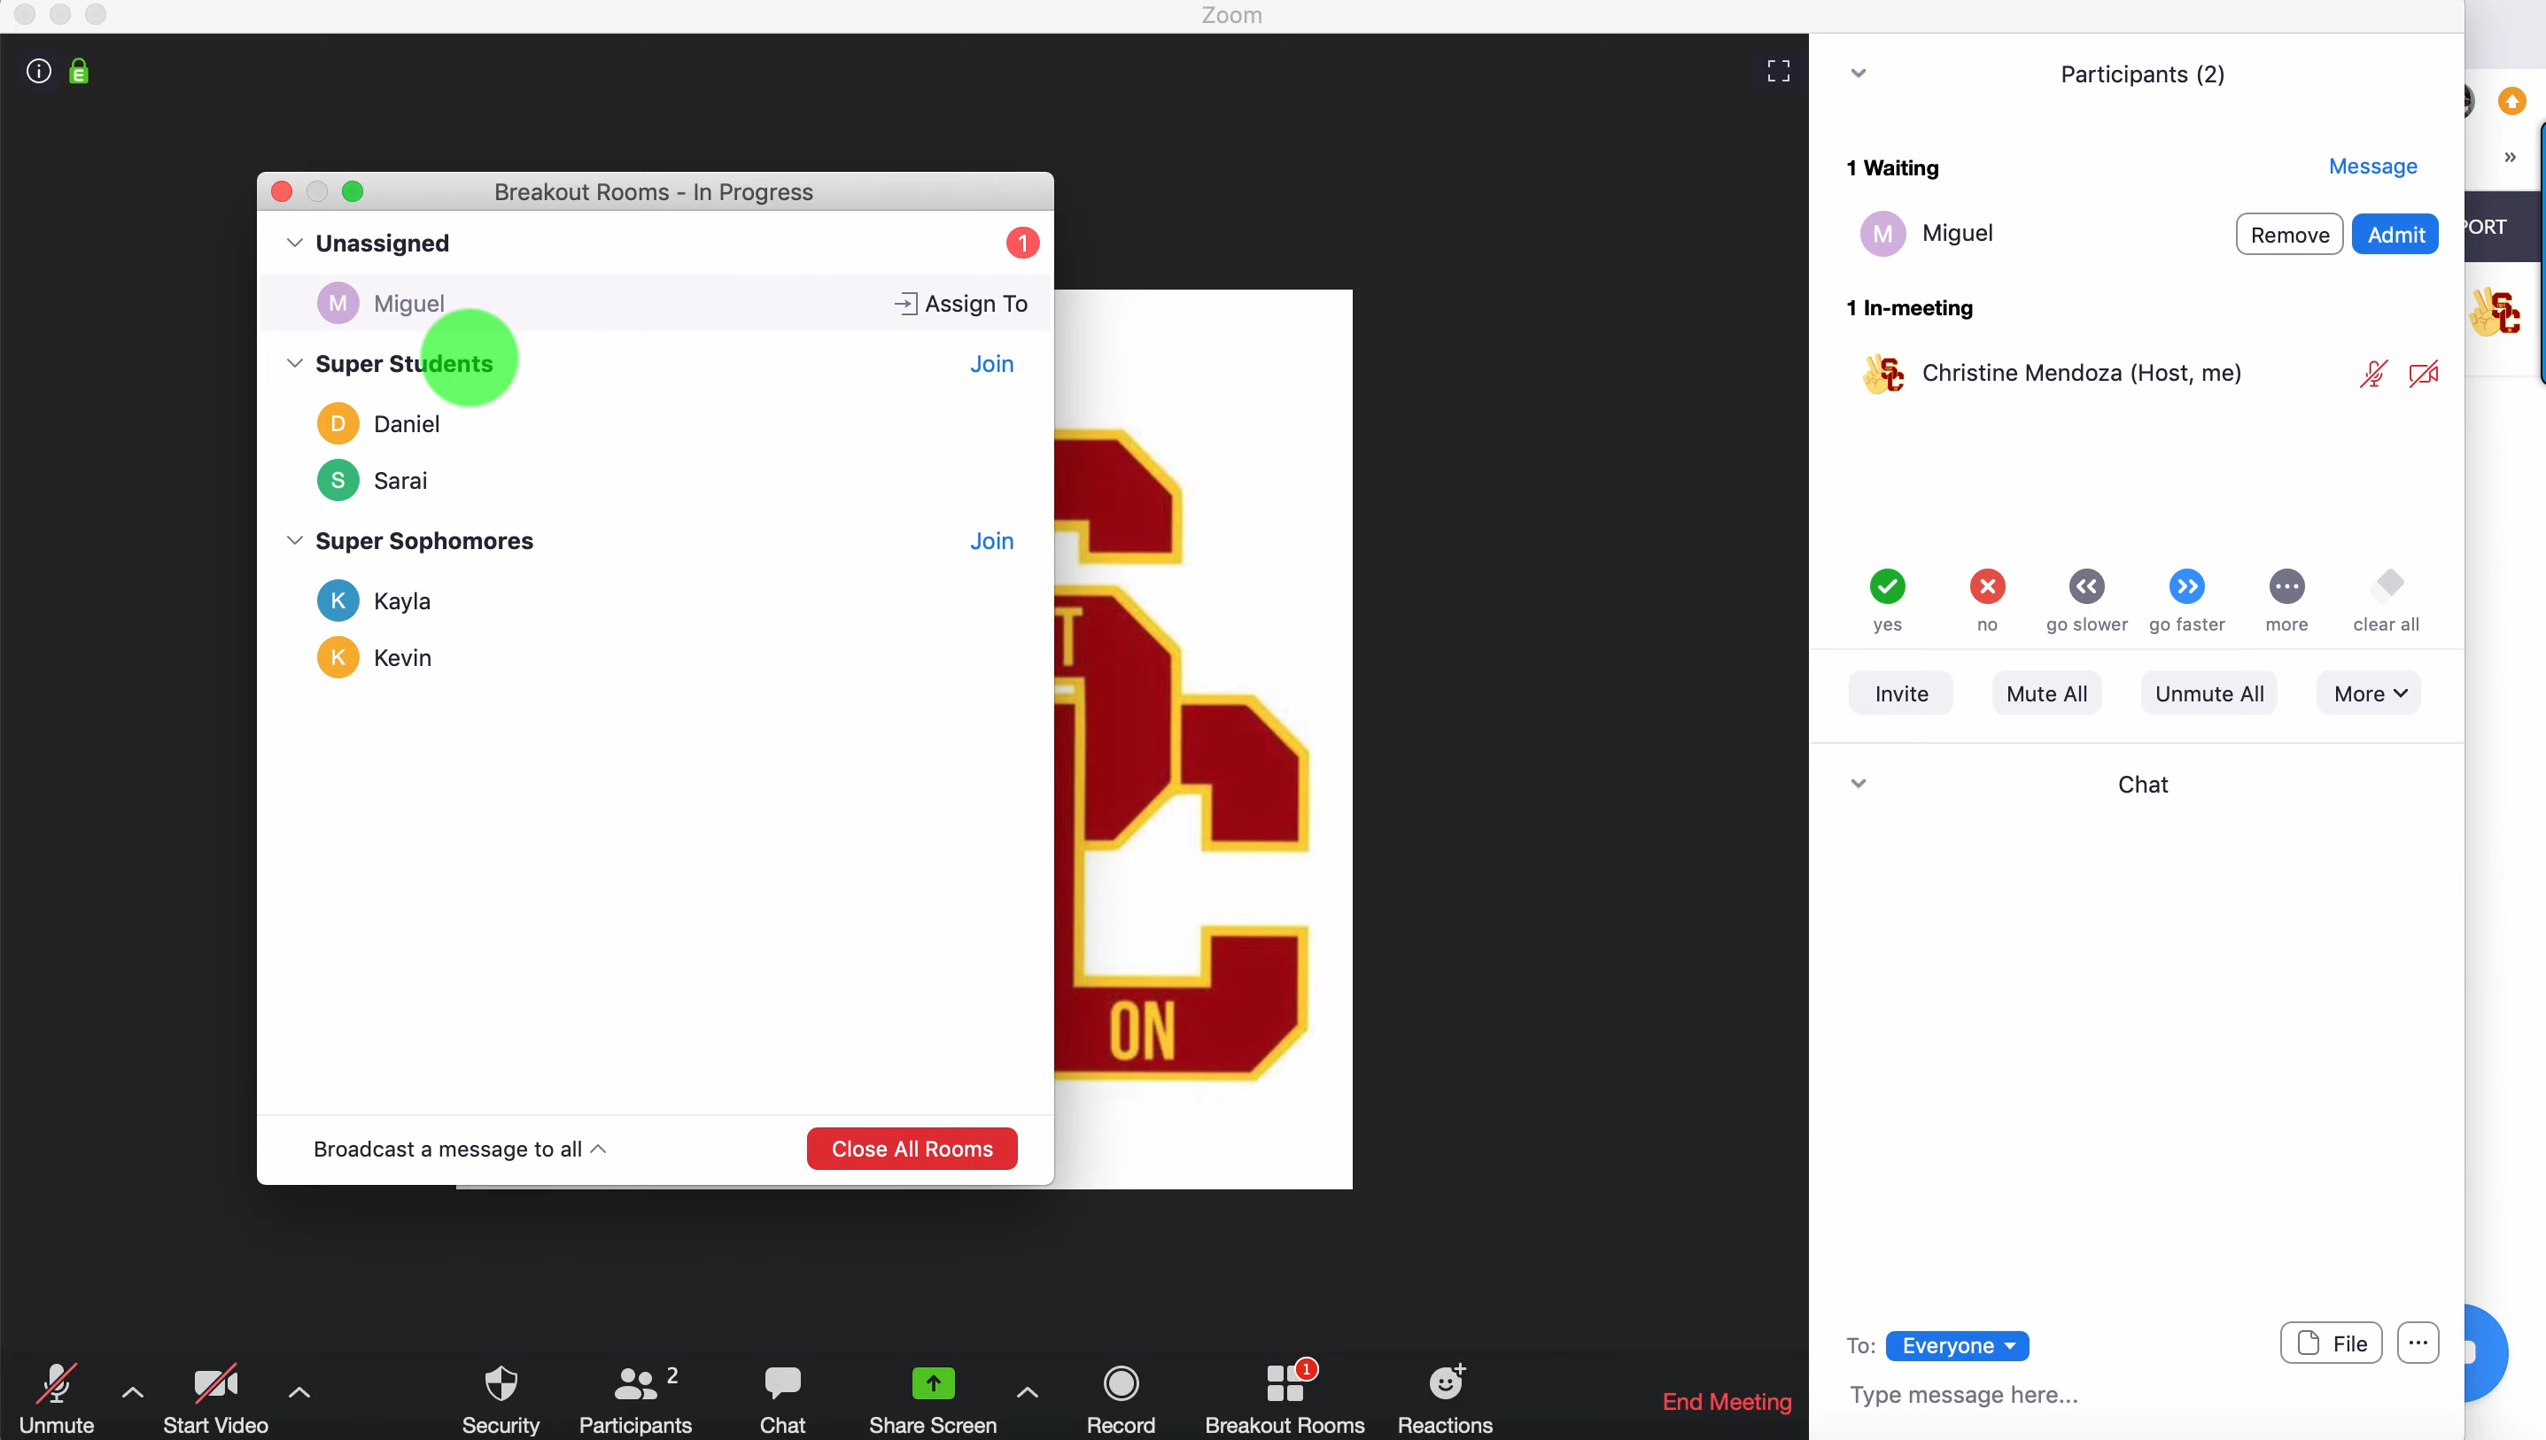 Zoom
Breakout Rooms - In Progress
Unassigned
1
M Miguel
Assign To
Super Students
Join
D Daniel
S Sarai
Super Sophomores
Join
K Kayla
K Kevin
Broadcast a message to all
Close All Rooms
T
ON
Participants (2)
1 Waiting
Message
M Miguel
Remove
Admit
1 In-meeting
SC
Christine Mendoza (Host, me)
yes
no
go slower
go faster
more
clear all
Invite
Mute All
Unmute All
More
Chat
To: Everyone
File
Type message here...
PORT
SC
Unmute
Start Video
Security
Participants 2
Chat
Share Screen
Record
Breakout Rooms 1
Reactions
End Meeting